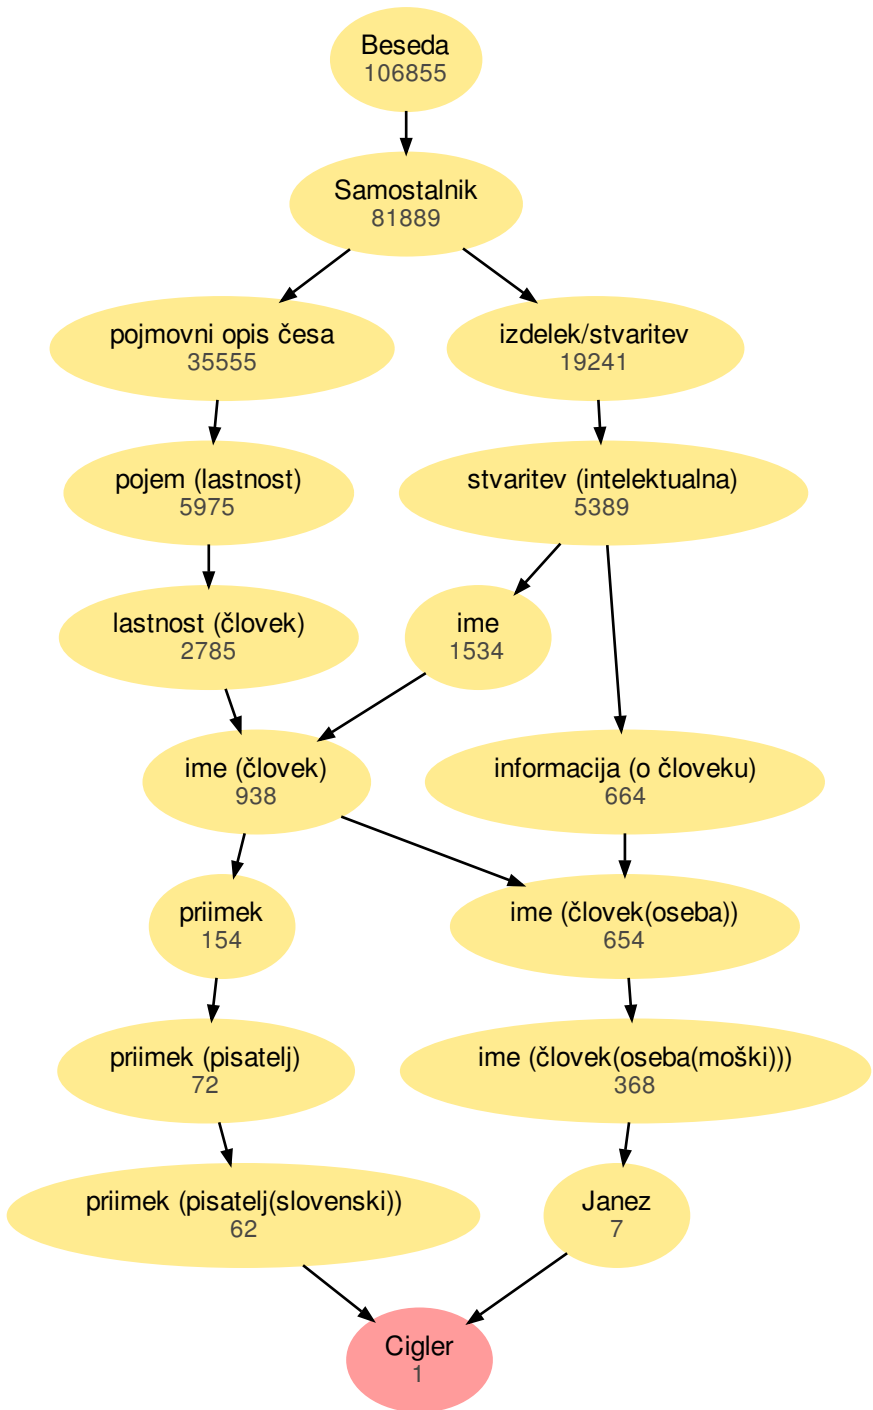 Beseda
106855
Samostalnik
81889
pojmovni opis česa
35555
izdelek/stvaritev
19241
pojem (lastnost)
5975
stvaritev (intelektualna)
5389
lastnost (človek)
2785
ime
1534
ime (človek)
938
informacija (o človeku)
664
priimek
154
ime (človek(oseba))
654
priimek (pisatelj)
72
ime (človek(oseba(moški)))
368
priimek (pisatelj(slovenski))
62
Janez
7
Cigler
1